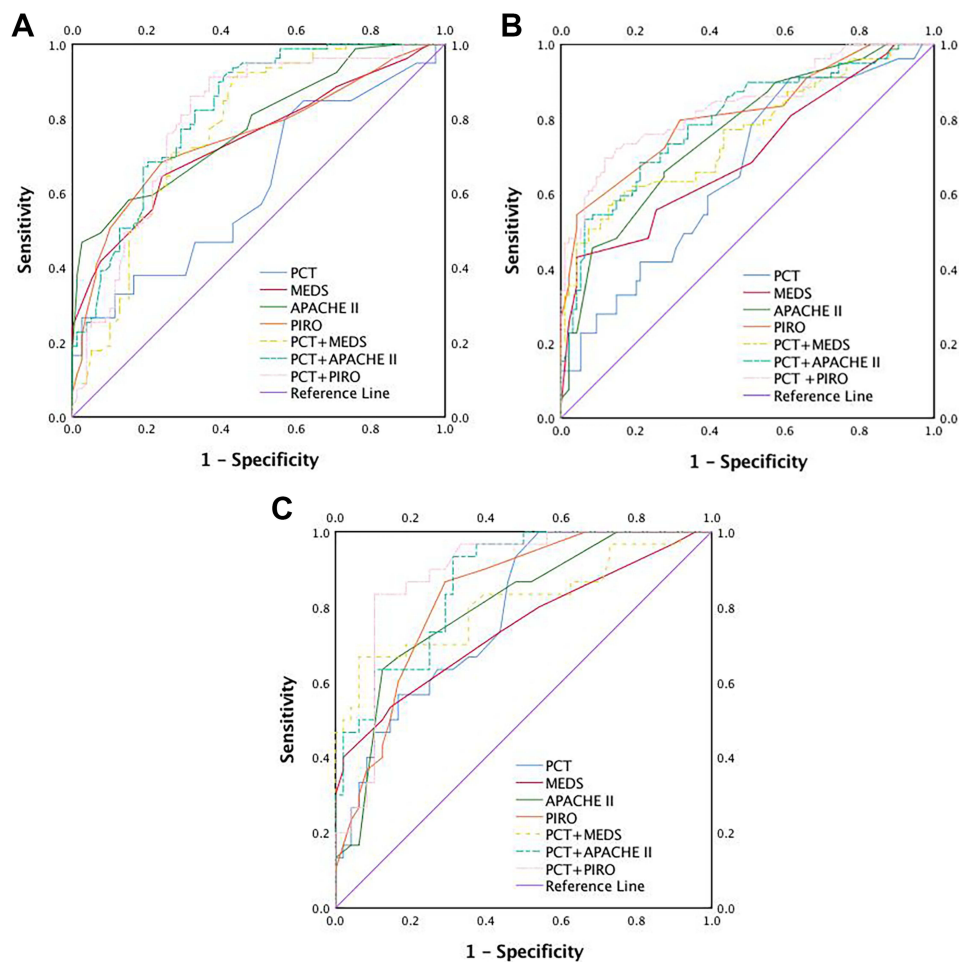 A
0.0 0.2 0.4 0.6 0.8 1.0
1.0 1.0
0.8 0.8
0.6 0.6
0.4 0.4
0.2 0.2
0.0 0.0
Sensitivity
PCT
MEDS
APACHE II
PIRO
PCT+MEDS
PCT+APACHE II
PCT+PIRO
Reference Line
0.0 0.2 0.4 0.6 0.8 1.0
1 – Specificity
B
0.0 0.2 0.4 0.6 0.8 1.0
1.0 1.0
0.8 0.8
0.6 0.6
0.4 0.4
0.2 0.2
0.0 0.0
Sensitivity
PCT
MEDS
APACHE II
PIRO
PCT+MEDS
PCT+APACHE II
PCT +PIRO
Reference Line
0.0 0.2 0.4 0.6 0.8 1.0
1 – Specificity
C
0.0 0.2 0.4 0.6 0.8 1.0
1.0 1.0
0.8 0.8
0.6 0.6
0.4 0.4
0.2 0.2
0.0 0.0
Sensitivity
PCT
MEDS
APACHE II
PIRO
PCT+MEDS
PCT+APACHE II
PCT+PIRO
Reference Line
0.0 0.2 0.4 0.6 0.8 1.0
1 – Specificity